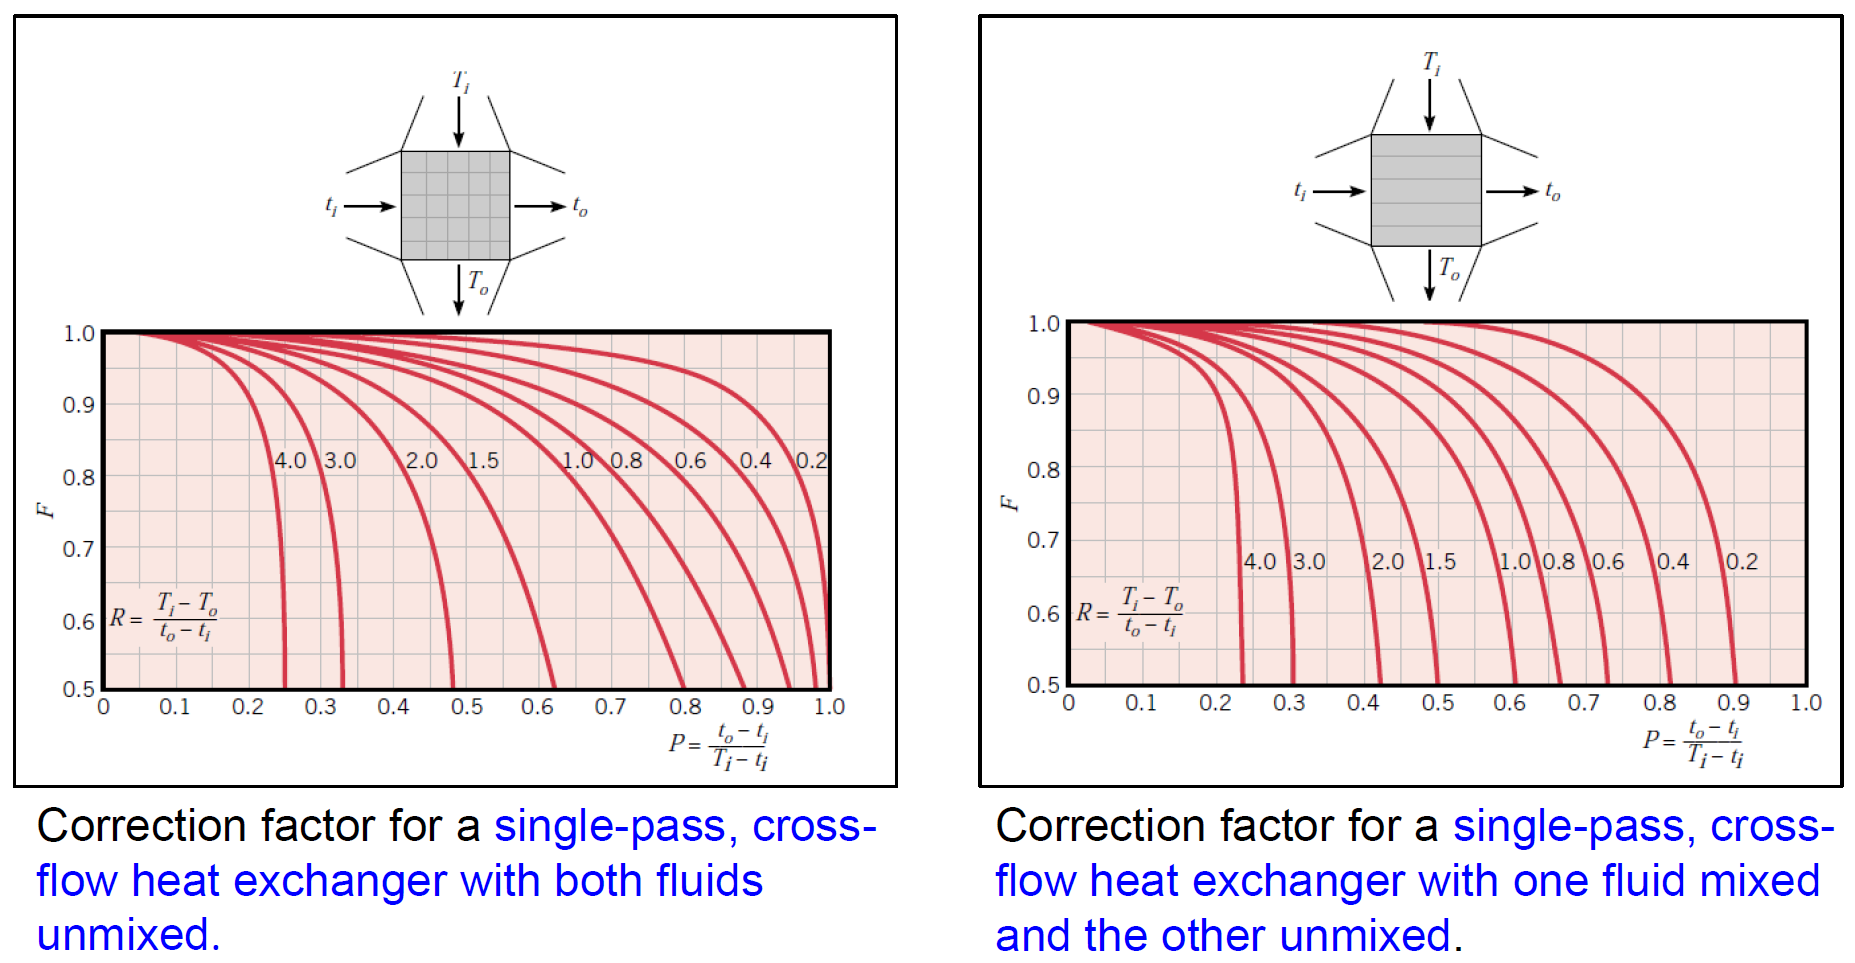 T_i
t_i
t_o
T_o
1.0
0.9
0.8
0.7
0.6
0.5
F
4.0 3.0 2.0 1.5 1.0 0.8 0.6 0.4 0.2
R = (T_i − T_o) / (t_o − t_i)
0 0.1 0.2 0.3 0.4 0.5 0.6 0.7 0.8 0.9 1.0
P = (t_o − t_i) / (T_i − t_i)
Correction factor for a single-pass, cross-
flow heat exchanger with both fluids
unmixed.
T_i
t_i
t_o
T_o
1.0
0.9
0.8
0.7
0.6
0.5
F
4.0 3.0 2.0 1.5 1.0 0.8 0.6 0.4 0.2
R = (T_i − T_o) / (t_o − t_i)
0 0.1 0.2 0.3 0.4 0.5 0.6 0.7 0.8 0.9 1.0
P = (t_o − t_i) / (T_i − t_i)
Correction factor for a single-pass, cross-
flow heat exchanger with one fluid mixed
and the other unmixed.